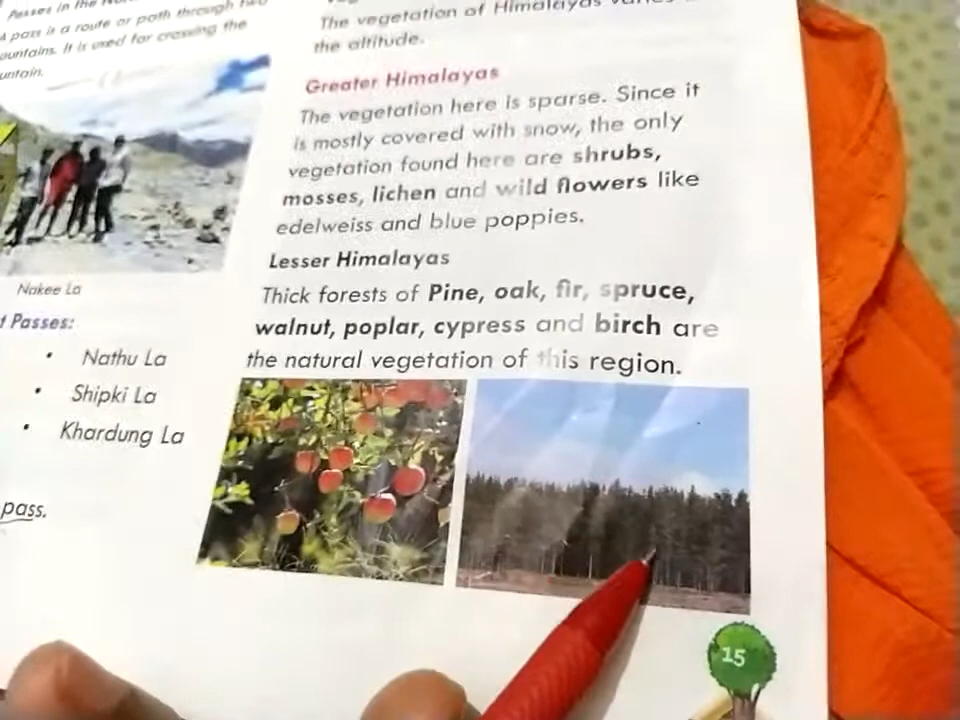 Passes in the
A pass is a route or path through two
ountains. It is used for crossing the
untain.
Nakee La
t Passes:
• Nathu La
• Shipki La
• Khardung La
pass.
The vegetation of Himalayas
the altitude.
Greater Himalayas
The vegetation here is sparse. Since it
is mostly covered with snow, the only
vegetation found here are shrubs,
mosses, lichen and wild flowers like
edelweiss and blue poppies.
Lesser Himalayas
Thick forests of Pine, oak, fir, spruce,
walnut, poplar, cypress and birch are
the natural vegetation of this region.
15